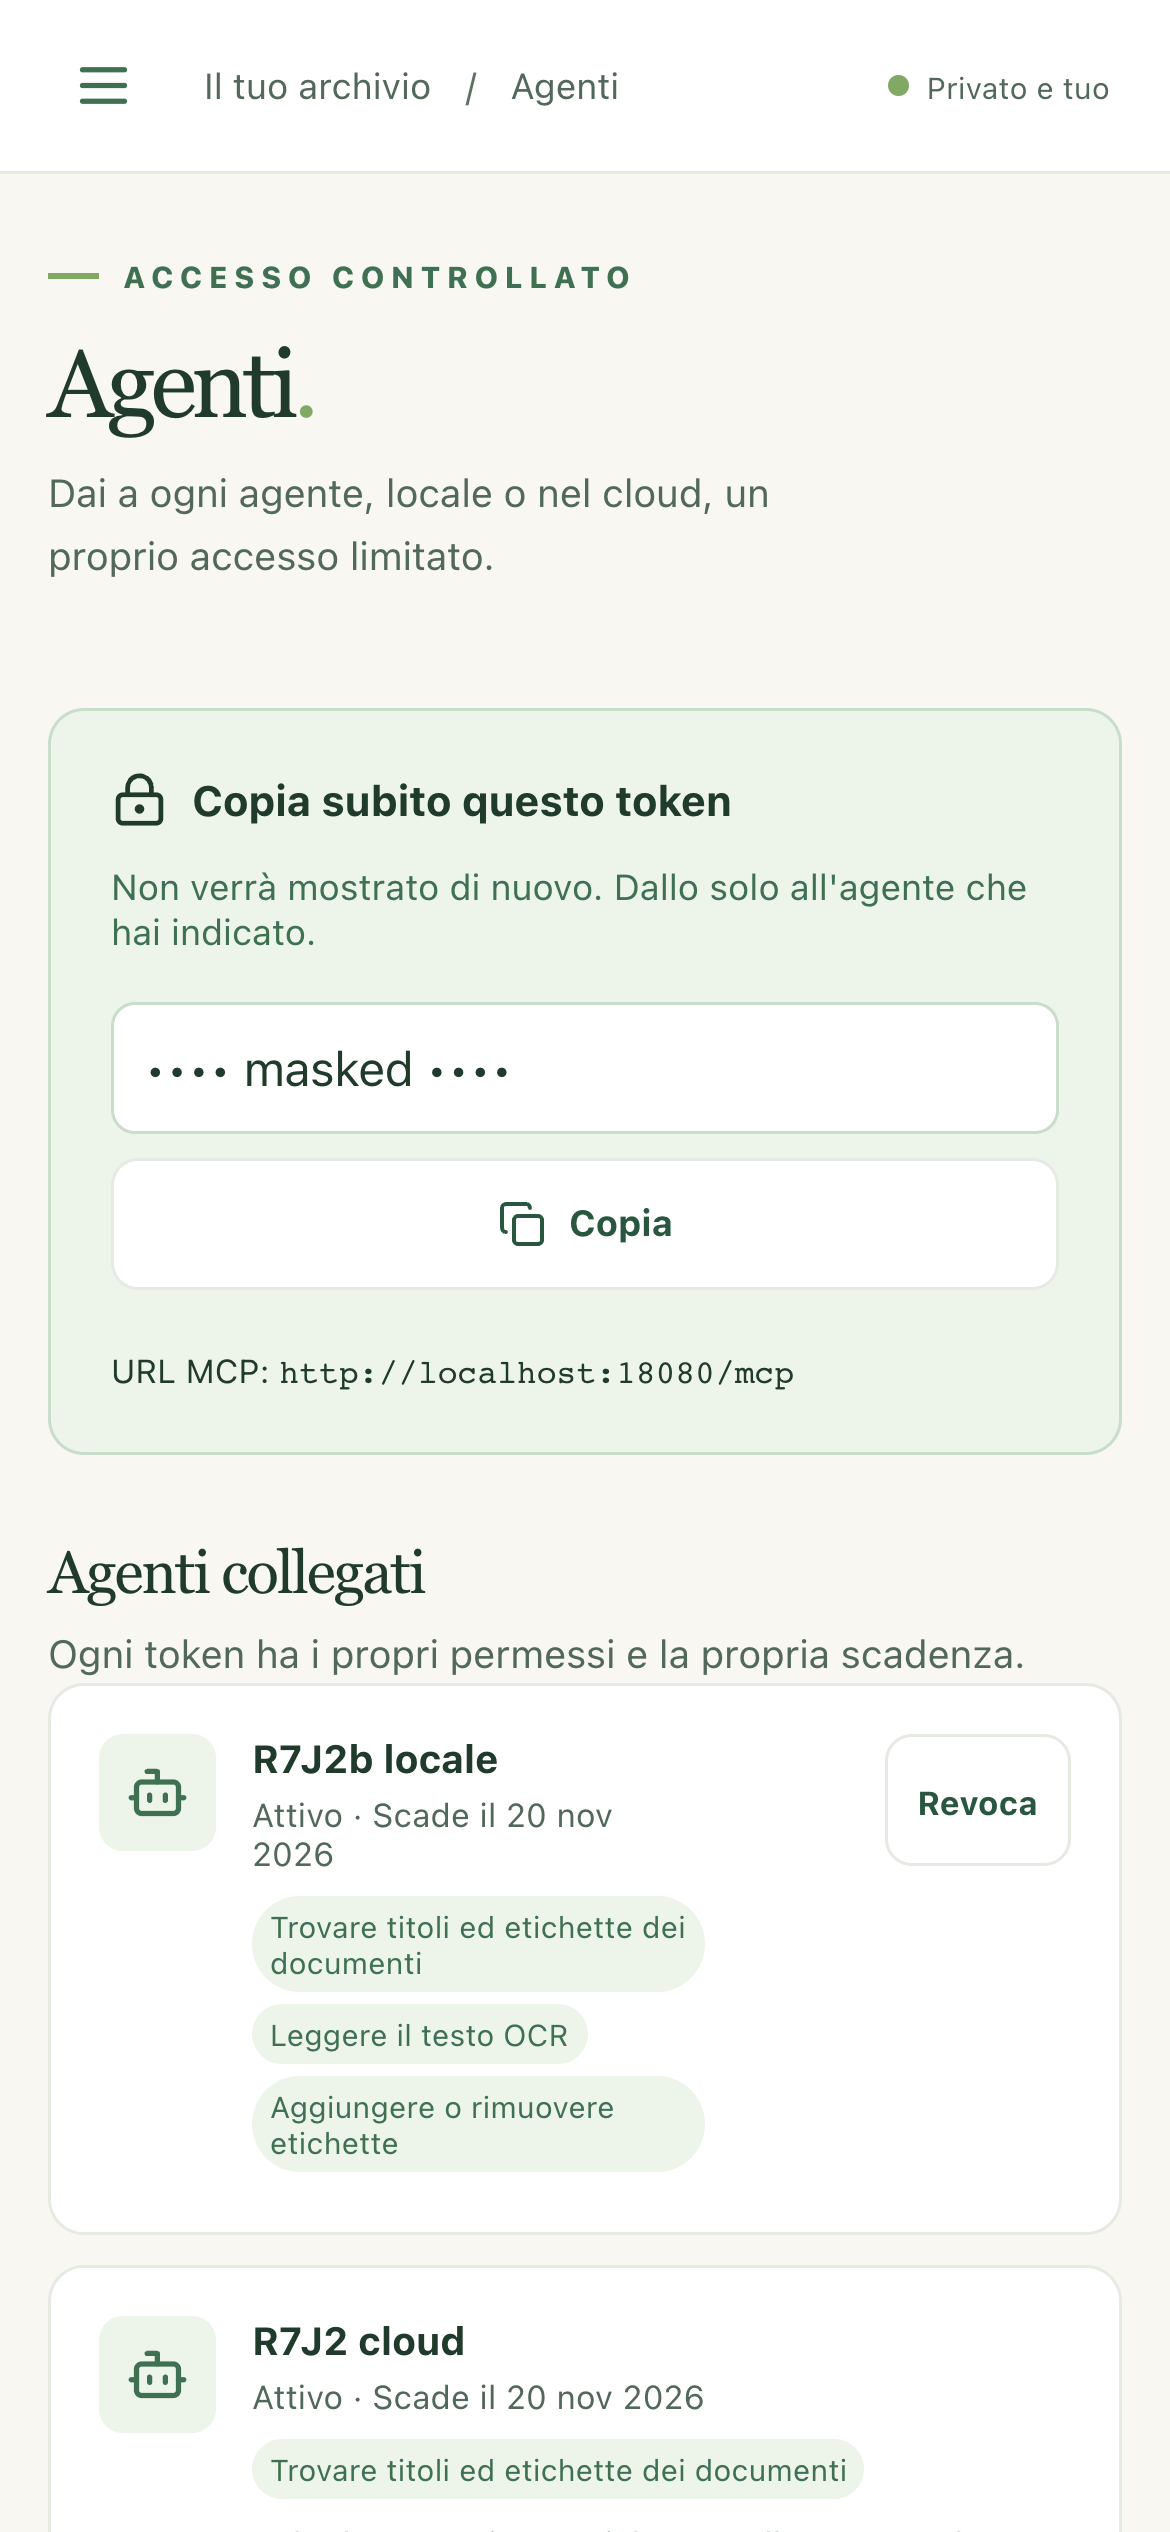 Il tuo archivio / Agenti
Privato e tuo
ACCESSO CONTROLLATO
Agenti.
Dai a ogni agente, locale o nel cloud, un
proprio accesso limitato.
Copia subito questo token
Non verrà mostrato di nuovo. Dallo solo all'agente che
hai indicato.
•••• masked ••••
Copia
URL MCP: http://localhost:18080/mcp
Agenti collegati
Ogni token ha i propri permessi e la propria scadenza.
R7J2b locale
Attivo · Scade il 20 nov
2026
Revoca
Trovare titoli ed etichette dei
documenti
Leggere il testo OCR
Aggiungere o rimuovere
etichette
R7J2 cloud
Attivo · Scade il 20 nov 2026
Trovare titoli ed etichette dei documenti